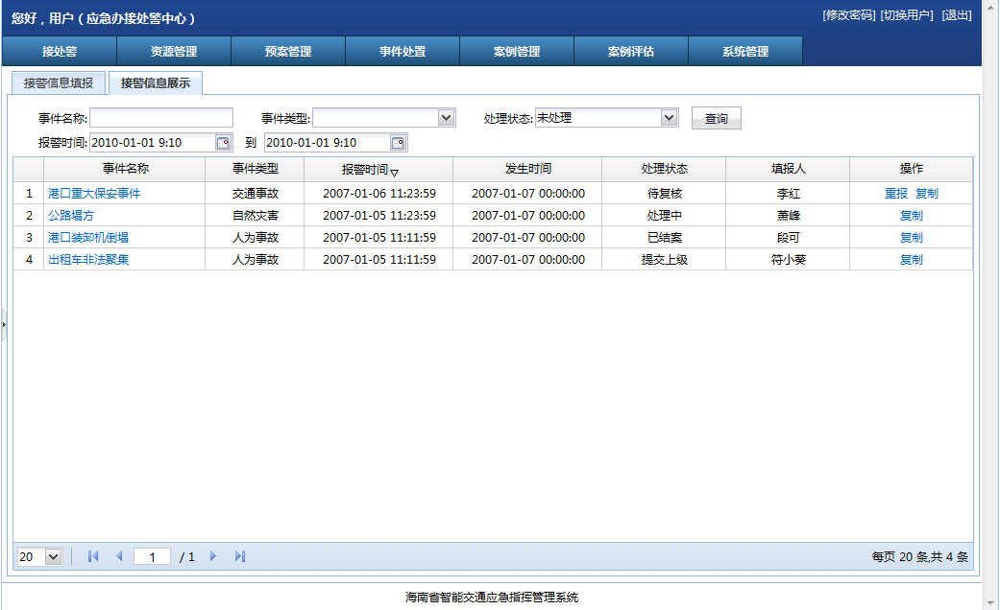 您好，用户（应急办接处警中心） [修改密码] [切换用户] [退出]
接处警 资源管理 预案管理 事件处置 案例管理 案例评估 系统管理
接警信息填报 接警信息展示
事件名称: 事件类型: 处理状态: 未处理 查询
报警时间: 2010-01-01 9:10 到 2010-01-01 9:10
事件名称 事件类型 报警时间▽ 发生时间 处理状态 填报人 操作
1 港口重大保安事件 交通事故 2007-01-06 11:23:59 2007-01-07 00:00:00 待复核 李红 重报 复制
2 公路塌方 自然灾害 2007-01-05 11:23:59 2007-01-07 00:00:00 处理中 萧峰 复制
3 港口装卸机倒塌 人为事故 2007-01-05 11:11:59 2007-01-07 00:00:00 已结案 段可 复制
4 出租车非法聚集 人为事故 2007-01-05 11:11:59 2007-01-07 00:00:00 提交上级 符小葵 复制
20 1 / 1 每页 20 条,共 4 条
海南省智能交通应急指挥管理系统